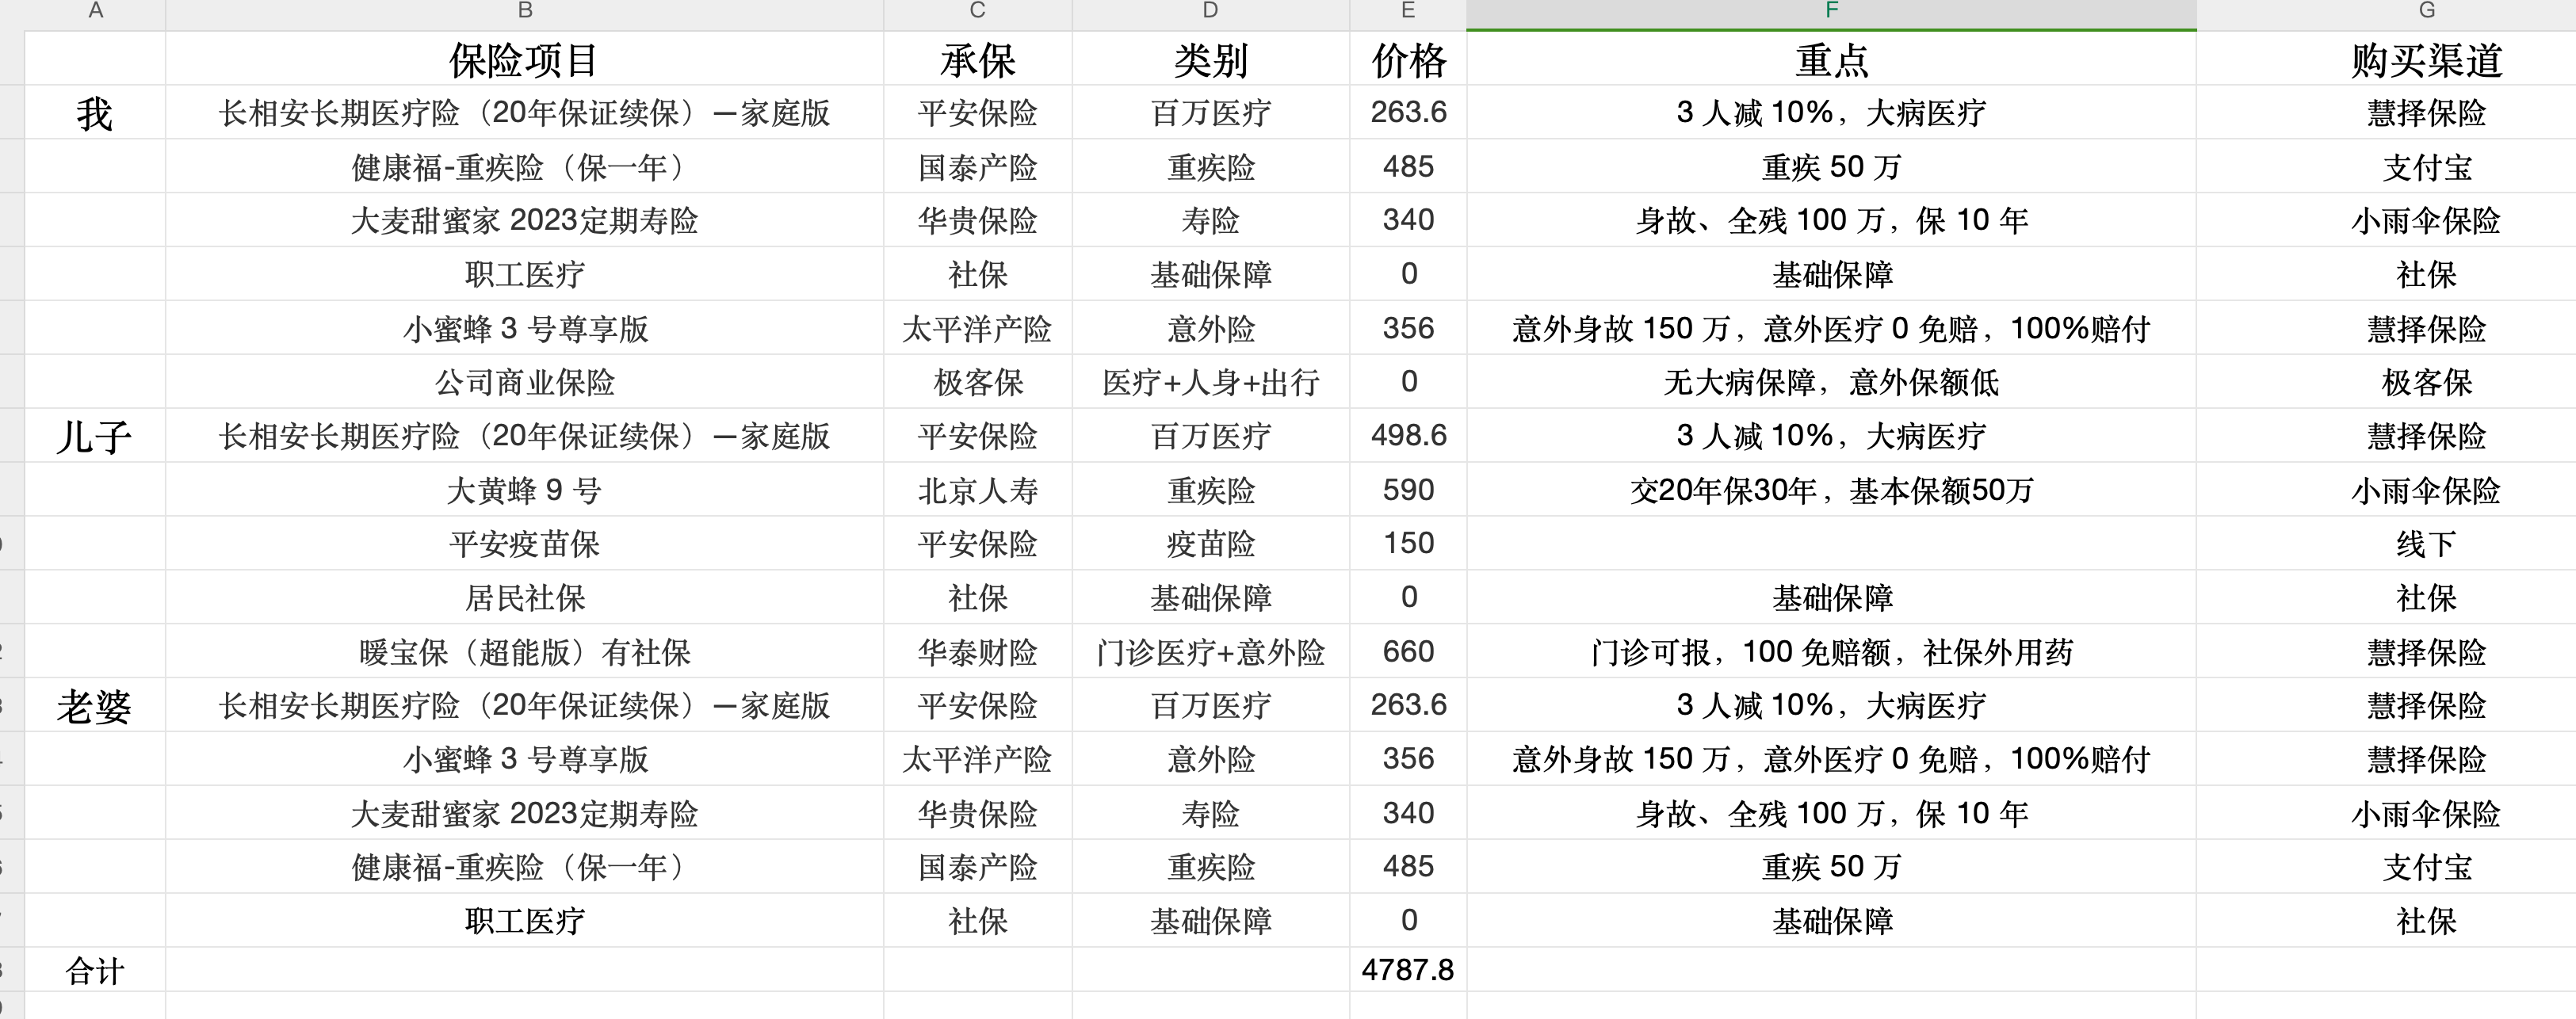 A B C D E F G
保险项目 承保 类别 价格 重点 购买渠道
我 长相安长期医疗险（20年保证续保）—家庭版 平安保险 百万医疗 263.6 3 人减 10%，大病医疗 慧择保险
健康福-重疾险（保一年） 国泰产险 重疾险 485 重疾 50 万 支付宝
大麦甜蜜家 2023定期寿险 华贵保险 寿险 340 身故、全残 100 万，保 10 年 小雨伞保险
职工医疗 社保 基础保障 0 基础保障 社保
小蜜蜂 3 号尊享版 太平洋产险 意外险 356 意外身故 150 万，意外医疗 0 免赔，100%赔付 慧择保险
公司商业保险 极客保 医疗+人身+出行 0 无大病保障，意外保额低 极客保
儿子 长相安长期医疗险（20年保证续保）—家庭版 平安保险 百万医疗 498.6 3 人减 10%，大病医疗 慧择保险
大黄蜂 9 号 北京人寿 重疾险 590 交20年保30年，基本保额50万 小雨伞保险
平安疫苗保 平安保险 疫苗险 150 线下
居民社保 社保 基础保障 0 基础保障 社保
暖宝保（超能版）有社保 华泰财险 门诊医疗+意外险 660 门诊可报，100 免赔额，社保外用药 慧择保险
老婆 长相安长期医疗险（20年保证续保）—家庭版 平安保险 百万医疗 263.6 3 人减 10%，大病医疗 慧择保险
小蜜蜂 3 号尊享版 太平洋产险 意外险 356 意外身故 150 万，意外医疗 0 免赔，100%赔付 慧择保险
大麦甜蜜家 2023定期寿险 华贵保险 寿险 340 身故、全残 100 万，保 10 年 小雨伞保险
健康福-重疾险（保一年） 国泰产险 重疾险 485 重疾 50 万 支付宝
职工医疗 社保 基础保障 0 基础保障 社保
合计 4787.8